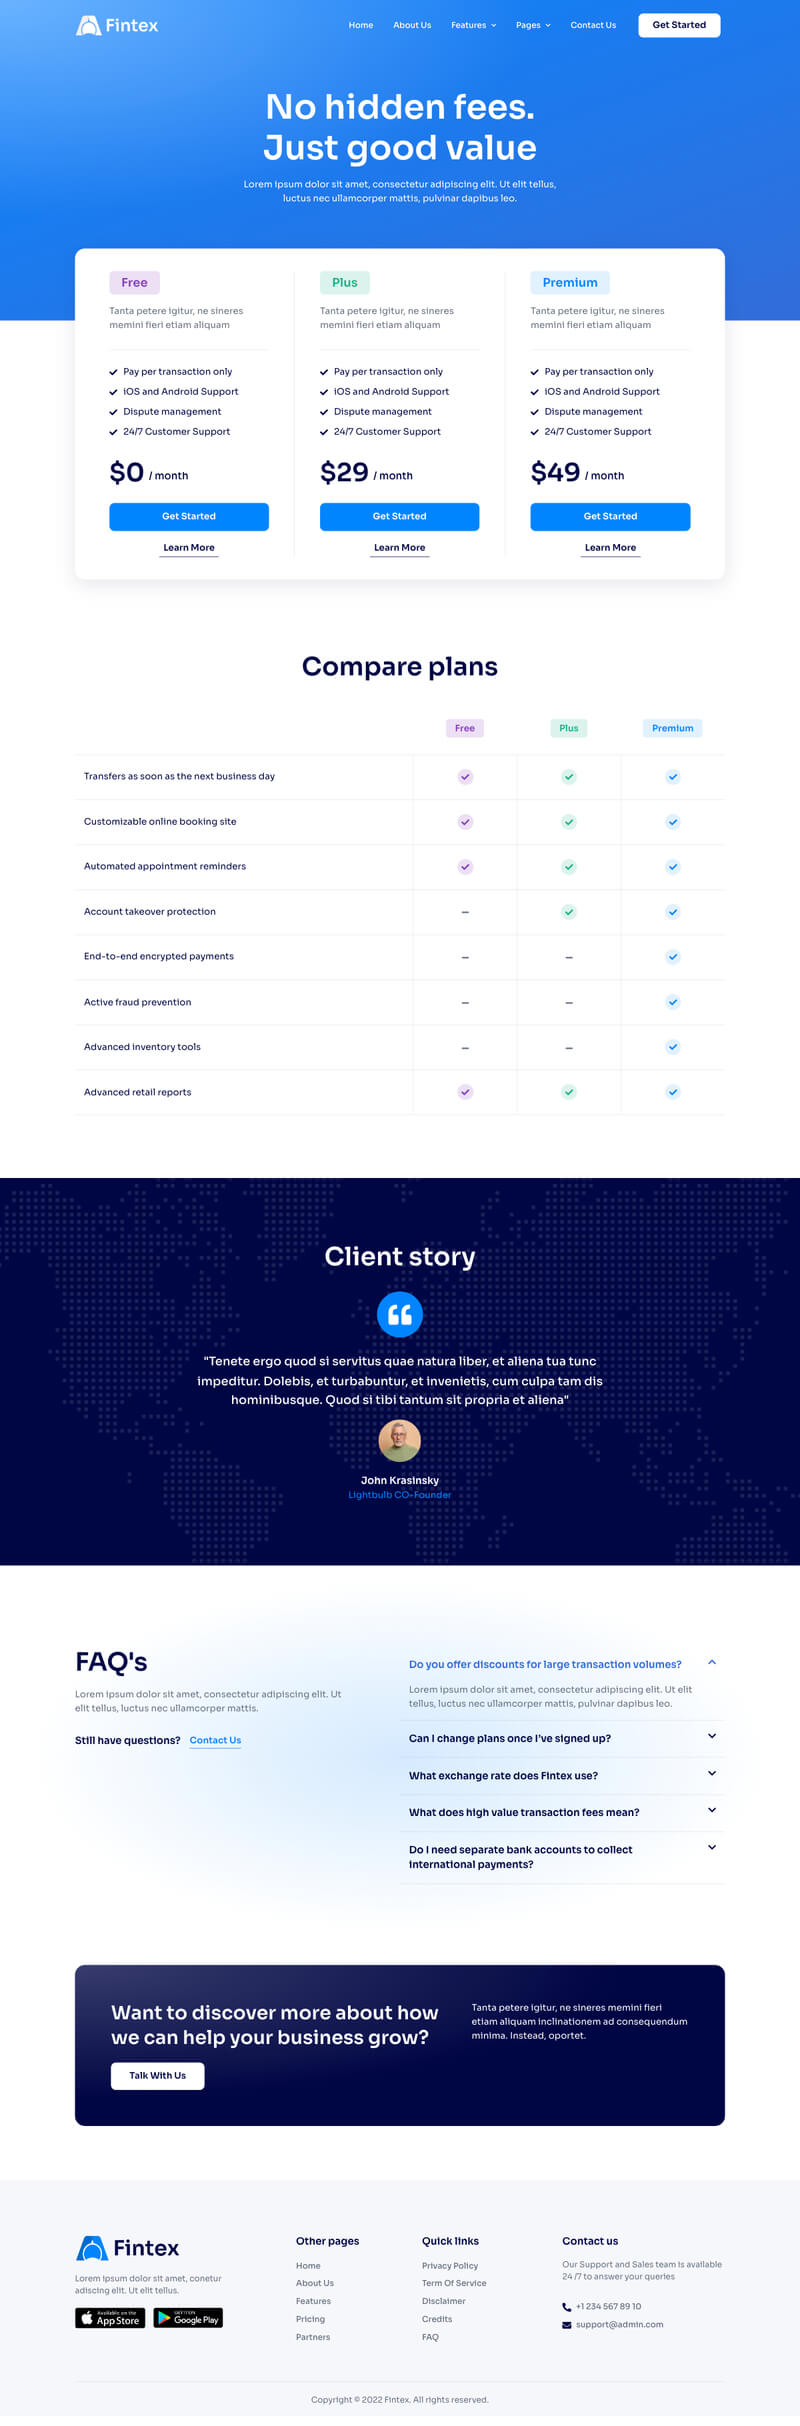 Fintex
Home
About Us
Features
Pages
Contact Us
Get Started
No hidden fees.
Just good value
Lorem ipsum dolor sit amet, consectetur adipiscing elit. Ut elit tellus,
luctus nec ullamcorper mattis, pulvinar dapibus leo.
Free
Tanta petere igitur, ne sineres
memini fieri etiam aliquam
Pay per transaction only
iOS and Android Support
Dispute management
24/7 Customer Support
$0 / month
Get Started
Learn More
Plus
Tanta petere igitur, ne sineres
memini fieri etiam aliquam
Pay per transaction only
iOS and Android Support
Dispute management
24/7 Customer Support
$29 / month
Get Started
Learn More
Premium
Tanta petere igitur, ne sineres
memini fieri etiam aliquam
Pay per transaction only
iOS and Android Support
Dispute management
24/7 Customer Support
$49 / month
Get Started
Learn More
Compare plans
Free Plus Premium
Transfers as soon as the next business day
Customizable online booking site
Automated appointment reminders
Account takeover protection
End-to-end encrypted payments
Active fraud prevention
Advanced inventory tools
Advanced retail reports
Client story
"Tenete ergo quod si servitus quae natura liber, et aliena tua tunc
impeditur. Dolebis, et turbabuntur, et invenietis, cum culpa tam dis
hominibusque. Quod si tibi tantum sit propria et aliena"
John Krasinsky
Lightbulb CO-Founder
FAQ's
Lorem ipsum dolor sit amet, consectetur adipiscing elit. Ut
elit tellus, luctus nec ullamcorper mattis.
Still have questions? Contact Us
Do you offer discounts for large transaction volumes?
Lorem ipsum dolor sit amet, consectetur adipiscing elit. Ut elit
tellus, luctus nec ullamcorper mattis, pulvinar dapibus leo.
Can I change plans once I've signed up?
What exchange rate does Fintex use?
What does high value transaction fees mean?
Do I need separate bank accounts to collect
international payments?
Want to discover more about how
we can help your business grow?
Talk With Us
Tanta petere igitur, ne sineres memini fieri
etiam aliquam inclinationem ad consequendum
minima. Instead, oportet.
Fintex
Lorem ipsum dolor sit amet, conetur
adiscing elit. Ut elit tellus.
Available on the
App Store
GET IT ON
Google Play
Other pages
Home
About Us
Features
Pricing
Partners
Quick links
Privacy Policy
Term Of Service
Disclaimer
Credits
FAQ
Contact us
Our Support and Sales team is available
24 /7 to answer your queries
+1 234 567 89 10
support@admin.com
Copyright © 2022 Fintex. All rights reserved.